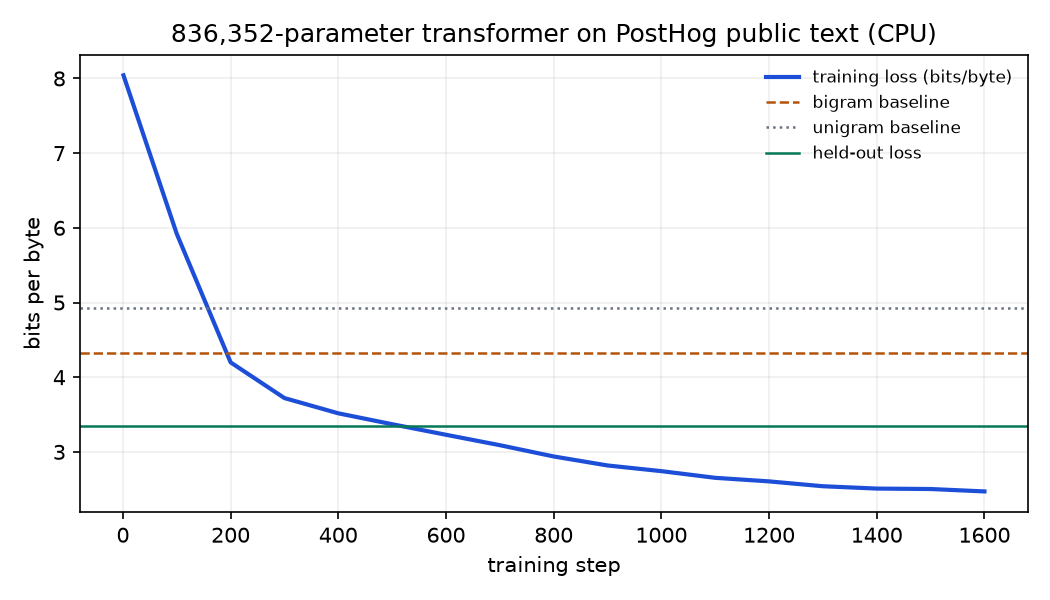 836,352-parameter transformer on PostHog public text (CPU)
training loss (bits/byte)
bigram baseline
unigram baseline
held-out loss
bits per byte
8
7
6
5
4
3
0 200 400 600 800 1000 1200 1400 1600
training step